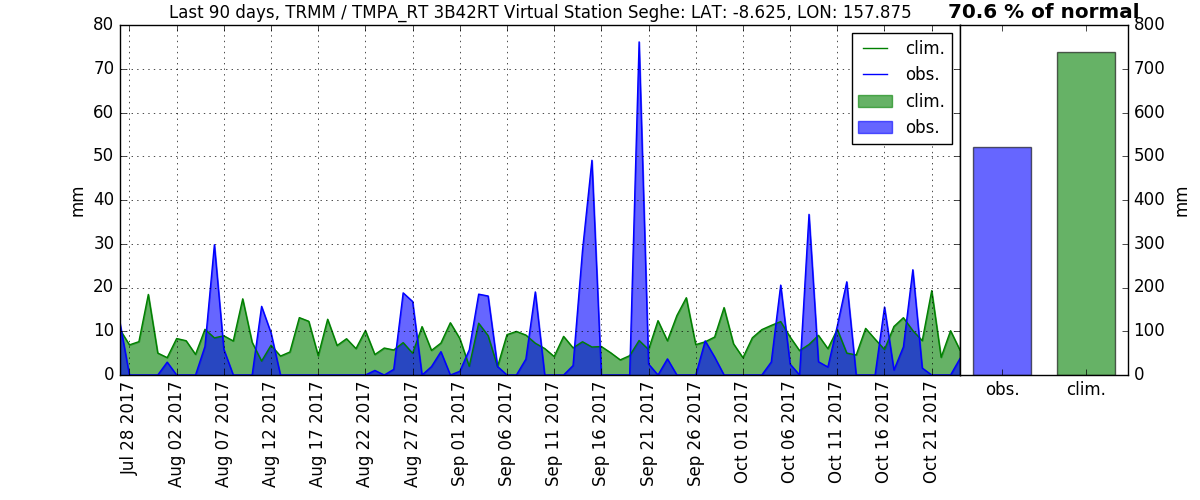 Last 90 days, TRMM / TMPA_RT 3B42RT Virtual Station Seghe: LAT: -8.625, LON: 157.875
70.6 % of normal
80
70
60
50
40
30
20
10
0
mm
clim.
obs.
clim.
obs.
800
700
600
500
400
300
200
100
0
mm
Jul 28 2017
Aug 02 2017
Aug 07 2017
Aug 12 2017
Aug 17 2017
Aug 22 2017
Aug 27 2017
Sep 01 2017
Sep 06 2017
Sep 11 2017
Sep 16 2017
Sep 21 2017
Sep 26 2017
Oct 01 2017
Oct 06 2017
Oct 11 2017
Oct 16 2017
Oct 21 2017
obs.
clim.